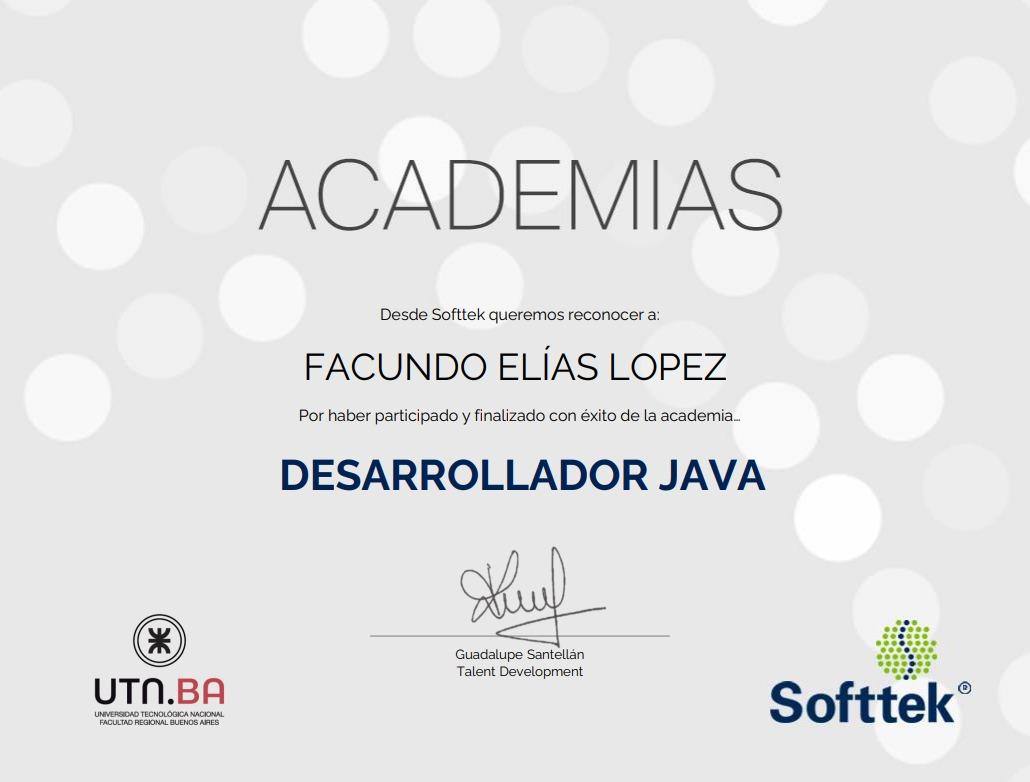 ACADEMIAS
Desde Softtek queremos reconocer a:
FACUNDO ELÍAS LOPEZ
Por haber participado y finalizado con éxito de la academia...
DESARROLLADOR JAVA
Guadalupe Santellán
Talent Development
UTN.BA
UNIVERSIDAD TECNOLÓGICA NACIONAL
FACULTAD REGIONAL BUENOS AIRES
Softtek®